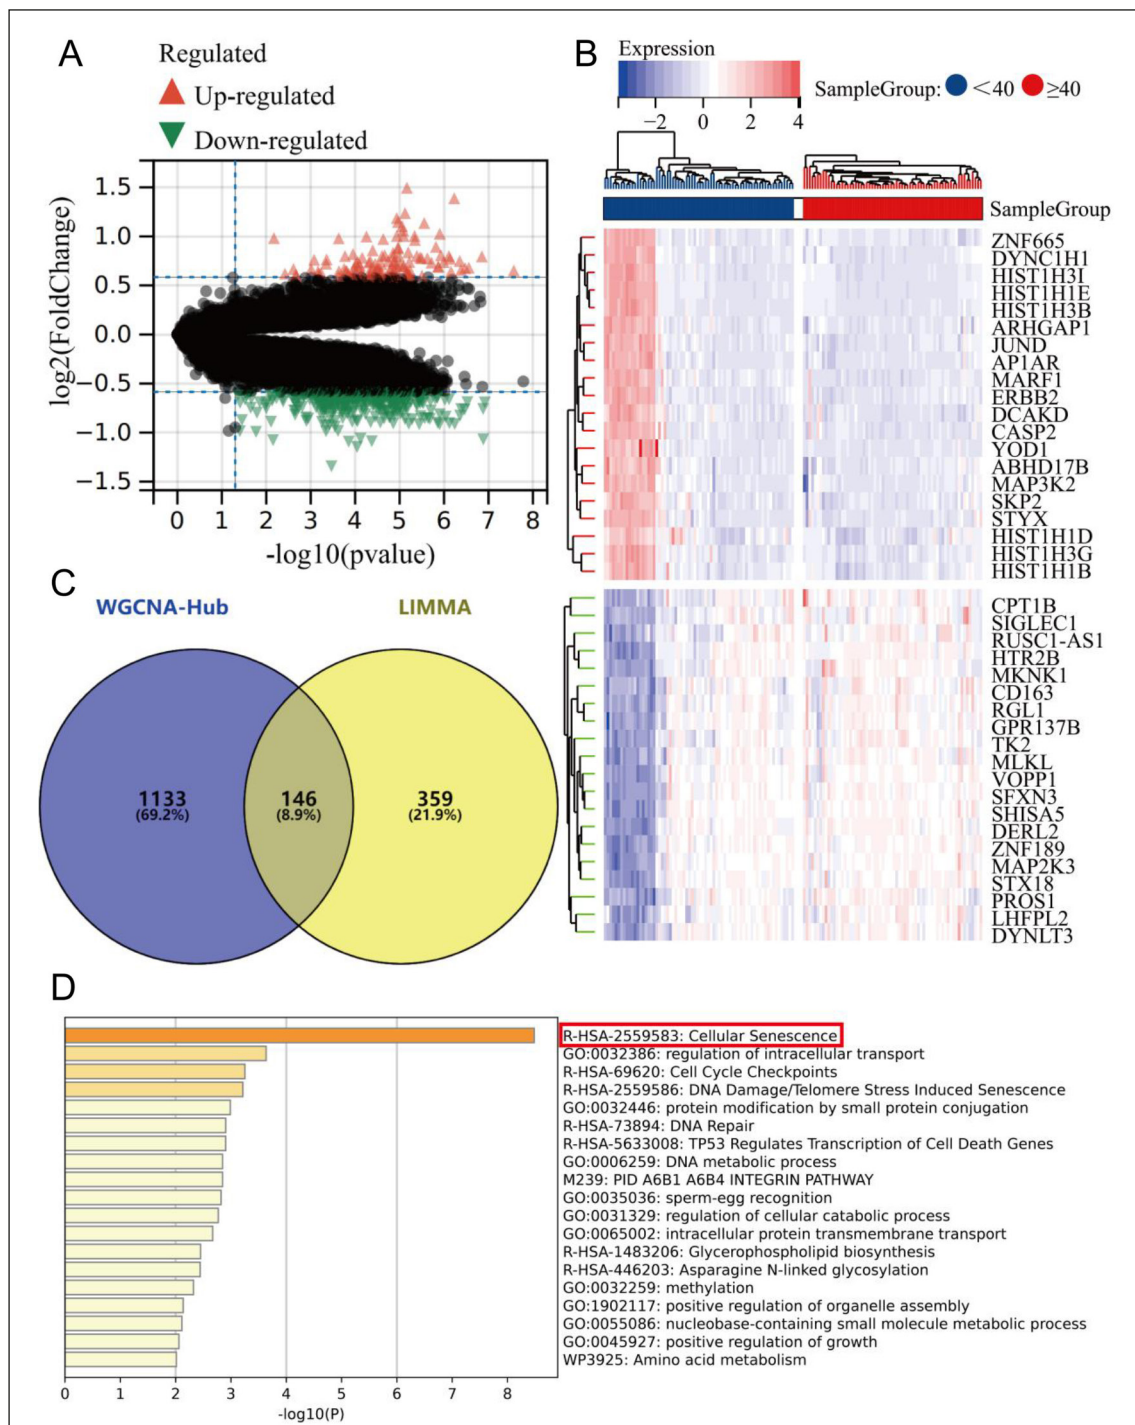 A
Regulated
Up-regulated
Down-regulated
log2(FoldChange)
1.5
1.0
0.5
0.0
−0.5
−1.0
−1.5
0 1 2 3 4 5 6 7 8
-log10(pvalue)
B
Expression
−2 0 2 4
SampleGroup: <40 ≥40
SampleGroup
ZNF665
DYNC1H1
HIST1H3I
HIST1H1E
HIST1H3B
ARHGAP1
JUND
AP1AR
MARF1
ERBB2
DCAKD
CASP2
YOD1
ABHD17B
MAP3K2
SKP2
STYX
HIST1H1D
HIST1H3G
HIST1H1B
CPT1B
SIGLEC1
RUSC1-AS1
HTR2B
MKNK1
CD163
RGL1
GPR137B
TK2
MLKL
VOPP1
SFXN3
SHISA5
DERL2
ZNF189
MAP2K3
STX18
PROS1
LHFPL2
DYNLT3
C
WGCNA-Hub LIMMA
1133 146 359
(69.2%) (8.9%) (21.9%)
D
R-HSA-2559583: Cellular Senescence
GO:0032386: regulation of intracellular transport
R-HSA-69620: Cell Cycle Checkpoints
R-HSA-2559586: DNA Damage/Telomere Stress Induced Senescence
GO:0032446: protein modification by small protein conjugation
R-HSA-73894: DNA Repair
R-HSA-5633008: TP53 Regulates Transcription of Cell Death Genes
GO:0006259: DNA metabolic process
M239: PID A6B1 A6B4 INTEGRIN PATHWAY
GO:0035036: sperm-egg recognition
GO:0031329: regulation of cellular catabolic process
GO:0065002: intracellular protein transmembrane transport
R-HSA-1483206: Glycerophospholipid biosynthesis
R-HSA-446203: Asparagine N-linked glycosylation
GO:0032259: methylation
GO:1902117: positive regulation of organelle assembly
GO:0055086: nucleobase-containing small molecule metabolic process
GO:0045927: positive regulation of growth
WP3925: Amino acid metabolism
0 1 2 3 4 5 6 7 8
-log10(P)